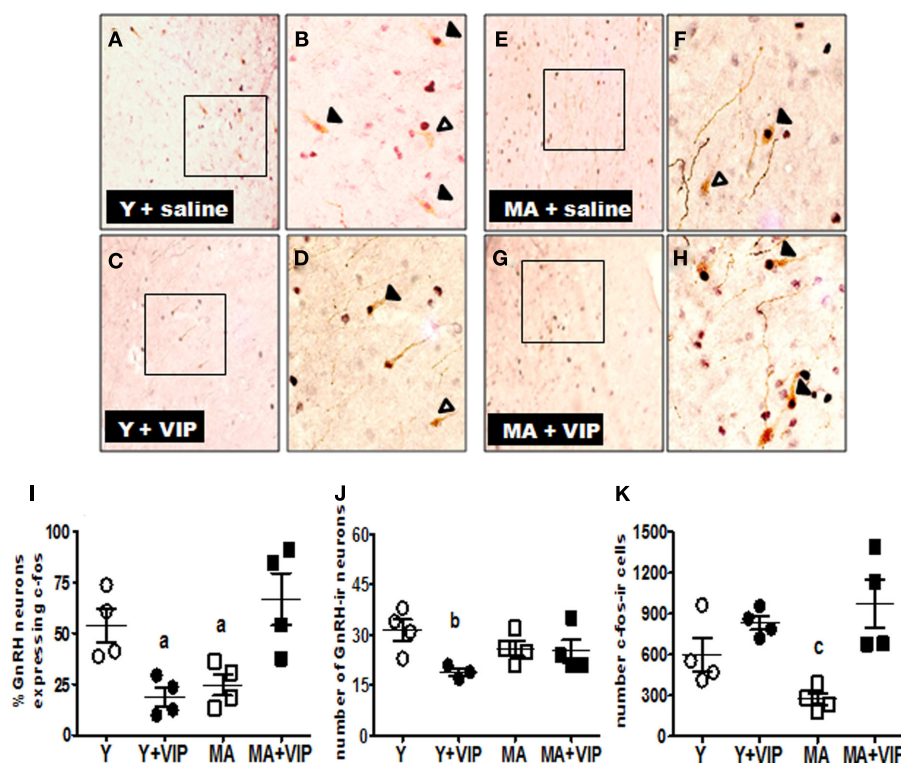 A
B
E
F
Y + saline
MA + saline
C
D
G
H
Y + VIP
MA + VIP
I
J
K
% GnRH neurons
expressing c-fos
100
75
50
25
0
a
a
Y
Y+VIP
MA
MA+VIP
number of GnRH-ir neurons
60
45
30
15
0
b
Y
Y+VIP
MA
MA+VIP
number c-fos-ir cells
1500
1200
900
600
300
0
c
Y
Y+VIP
MA
MA+VIP